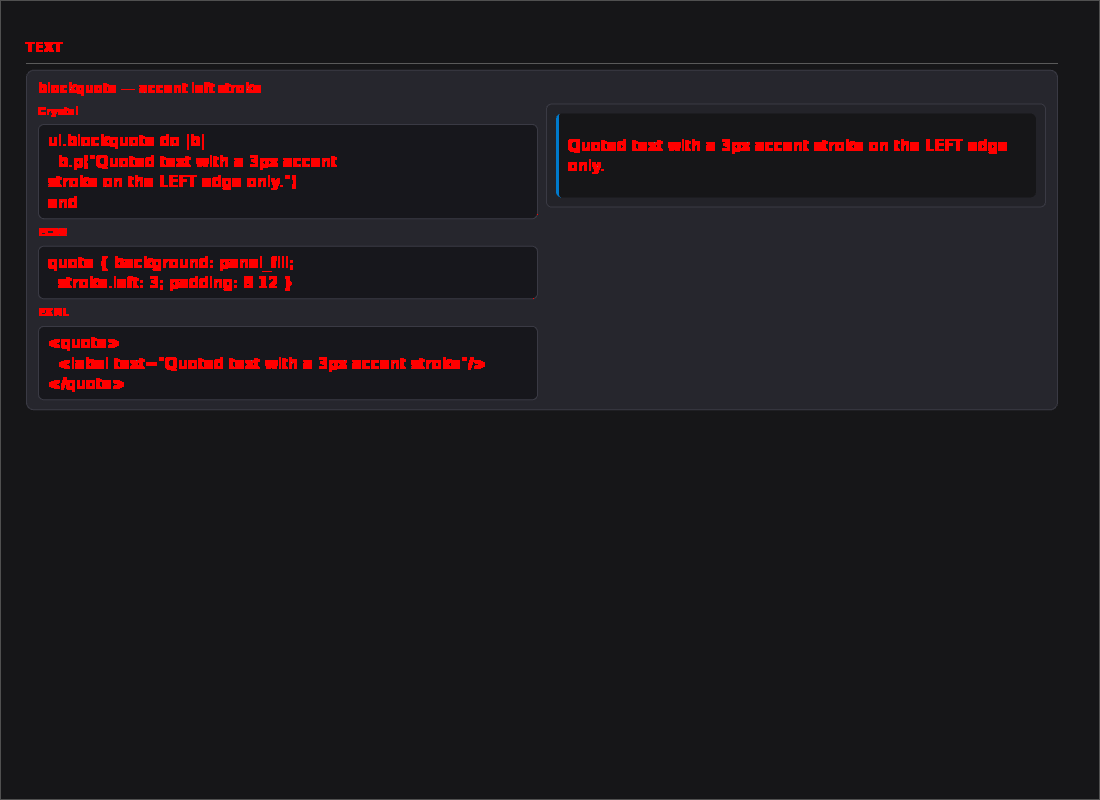 TEXT
blockquote — accent left stroke
Crystal
ui.blockquote do |b|
b.p("Quoted text with a 3px accent
stroke on the LEFT edge only.")
end
quote { background: panel_fill;
stroke.left: 3; padding: 8 12 }
<quote>
<label text="Quoted text with a 3px accent stroke"/>
</quote>
Quoted text with a 3px accent stroke on the LEFT edge
only.